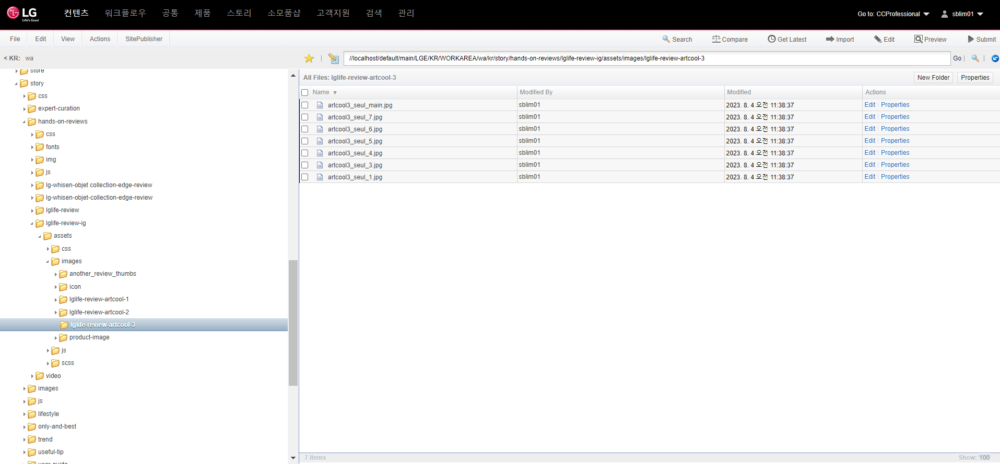 LG
Life's Good
컨텐츠 워크플로우 공통 제품 스토리 소모품샵 고객지원 검색 관리
Go to: CCProfessional sblim01
File Edit View Actions SitePublisher
Search Compare Get Latest Import Edit Preview Submit
< KR: wa
//localhost/default/main/LGE/KR/WORKAREA/wa/kr/story/hands-on-reviews/lglife-review-ig/assets/images/lglife-review-artcool-3 Go
store
story
css
expert-curation
hands-on-reviews
css
fonts
img
js
lg-whisen-objet collection-edge-review
lg-whisen-objet-collection-edge-review
lglife-review
lglife-review-ig
assets
css
images
another_review_thumbs
icon
lglife-review-artcool-1
lglife-review-artcool-2
lglife-review-artcool-3
product-image
js
scss
video
images
js
lifestyle
only-and-best
trend
useful-tip
user-guide
All Files: lglife-review-artcool-3 New Folder Properties
Name Modified By Modified Actions
artcool3_seul_main.jpg sblim01 2023. 8. 4 오전 11:38:37 Edit Properties
artcool3_seul_7.jpg sblim01 2023. 8. 4 오전 11:38:37 Edit Properties
artcool3_seul_6.jpg sblim01 2023. 8. 4 오전 11:38:37 Edit Properties
artcool3_seul_5.jpg sblim01 2023. 8. 4 오전 11:38:37 Edit Properties
artcool3_seul_4.jpg sblim01 2023. 8. 4 오전 11:38:37 Edit Properties
artcool3_seul_3.jpg sblim01 2023. 8. 4 오전 11:38:37 Edit Properties
artcool3_seul_1.jpg sblim01 2023. 8. 4 오전 11:38:37 Edit Properties
7 Items Show: 100